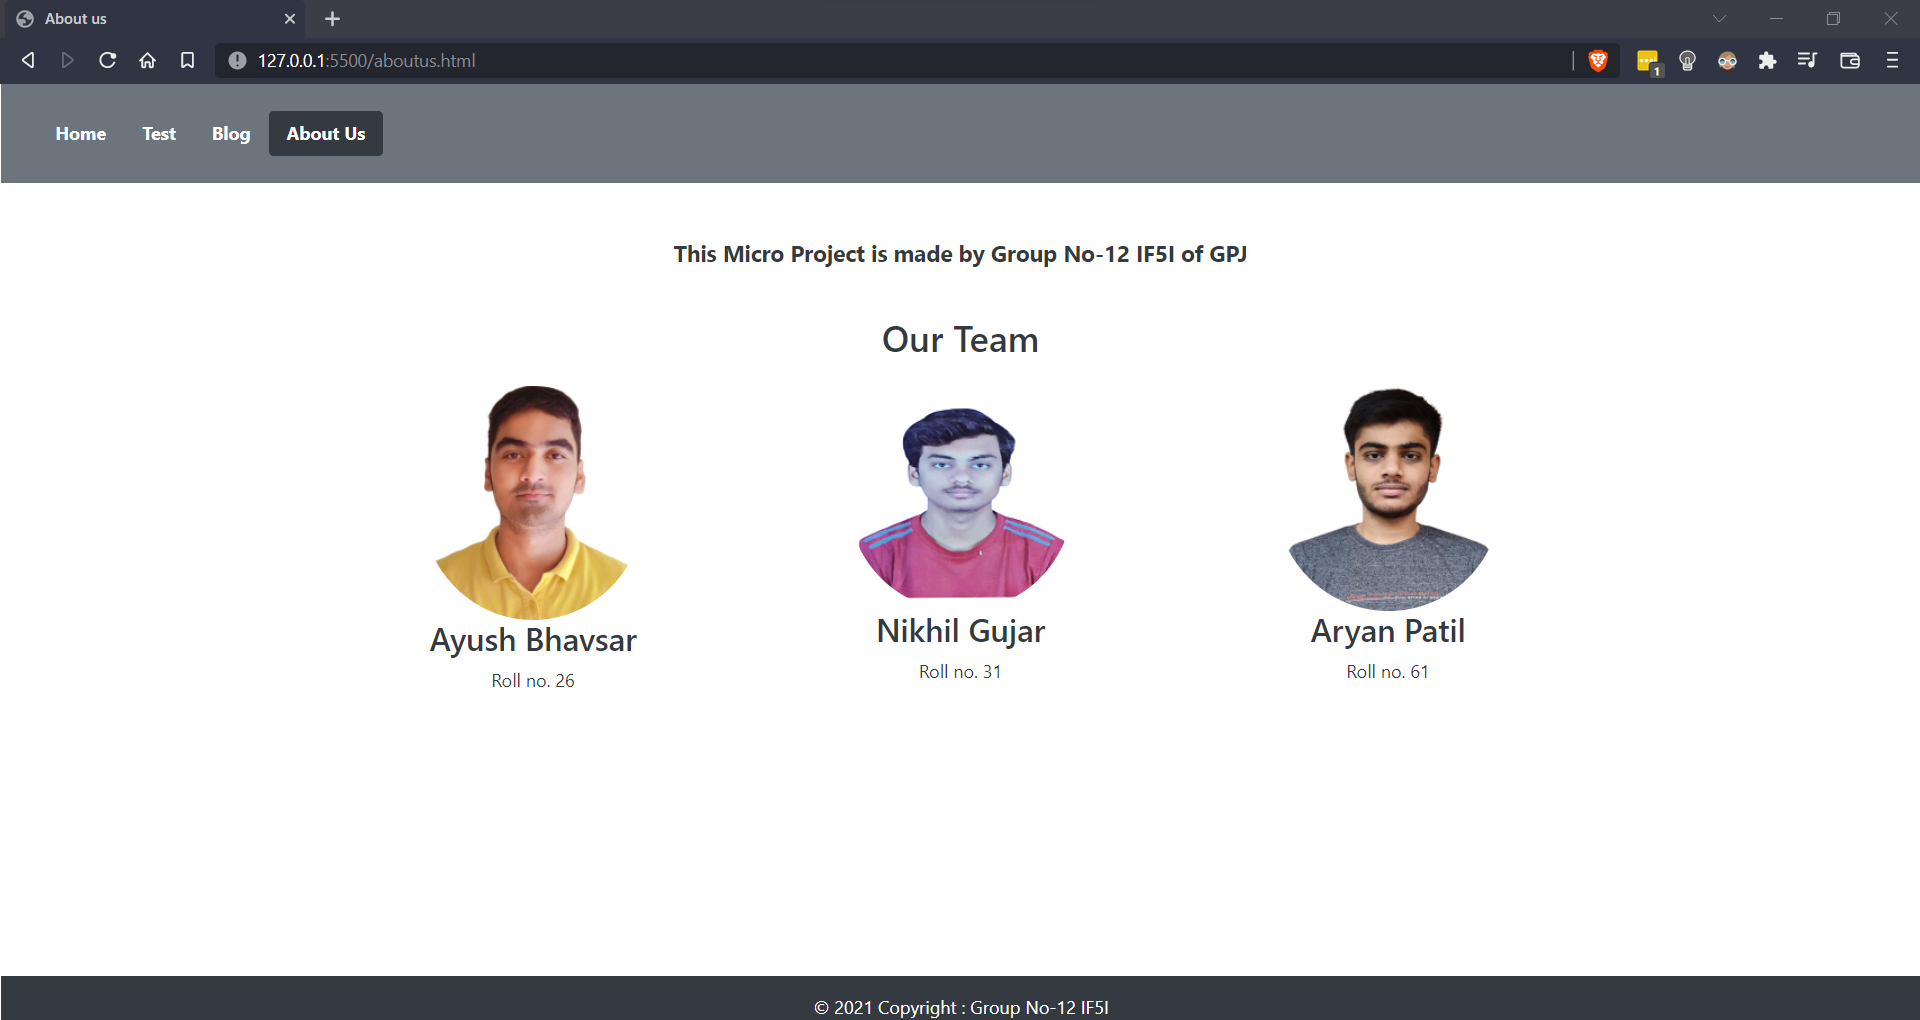 About us
127.0.0.1:5500/aboutus.html
1
Home Test Blog About Us
This Micro Project is made by Group No-12 IF5I of GPJ
Our Team
Ayush Bhavsar
Roll no. 26
Nikhil Gujar
Roll no. 31
Aryan Patil
Roll no. 61
© 2021 Copyright : Group No-12 IF5I